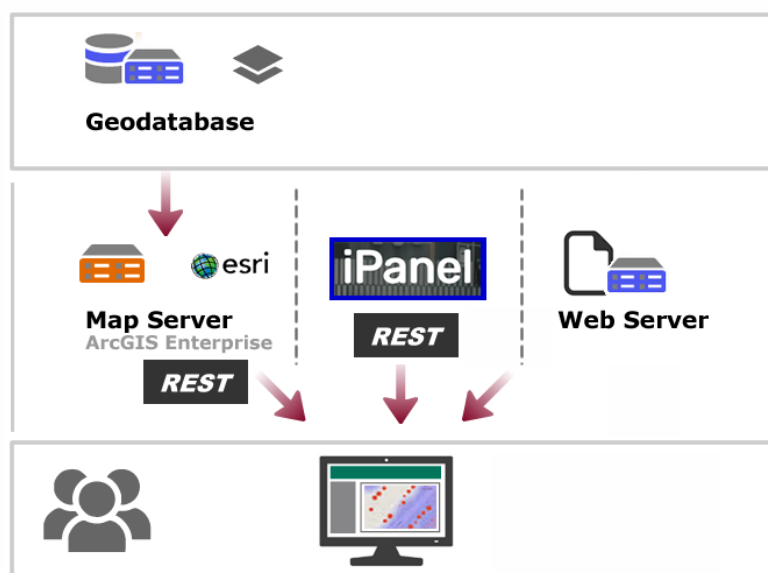 Geodatabase
esri
iPanel
Map Server
ArcGIS Enterprise
REST
REST
Web Server